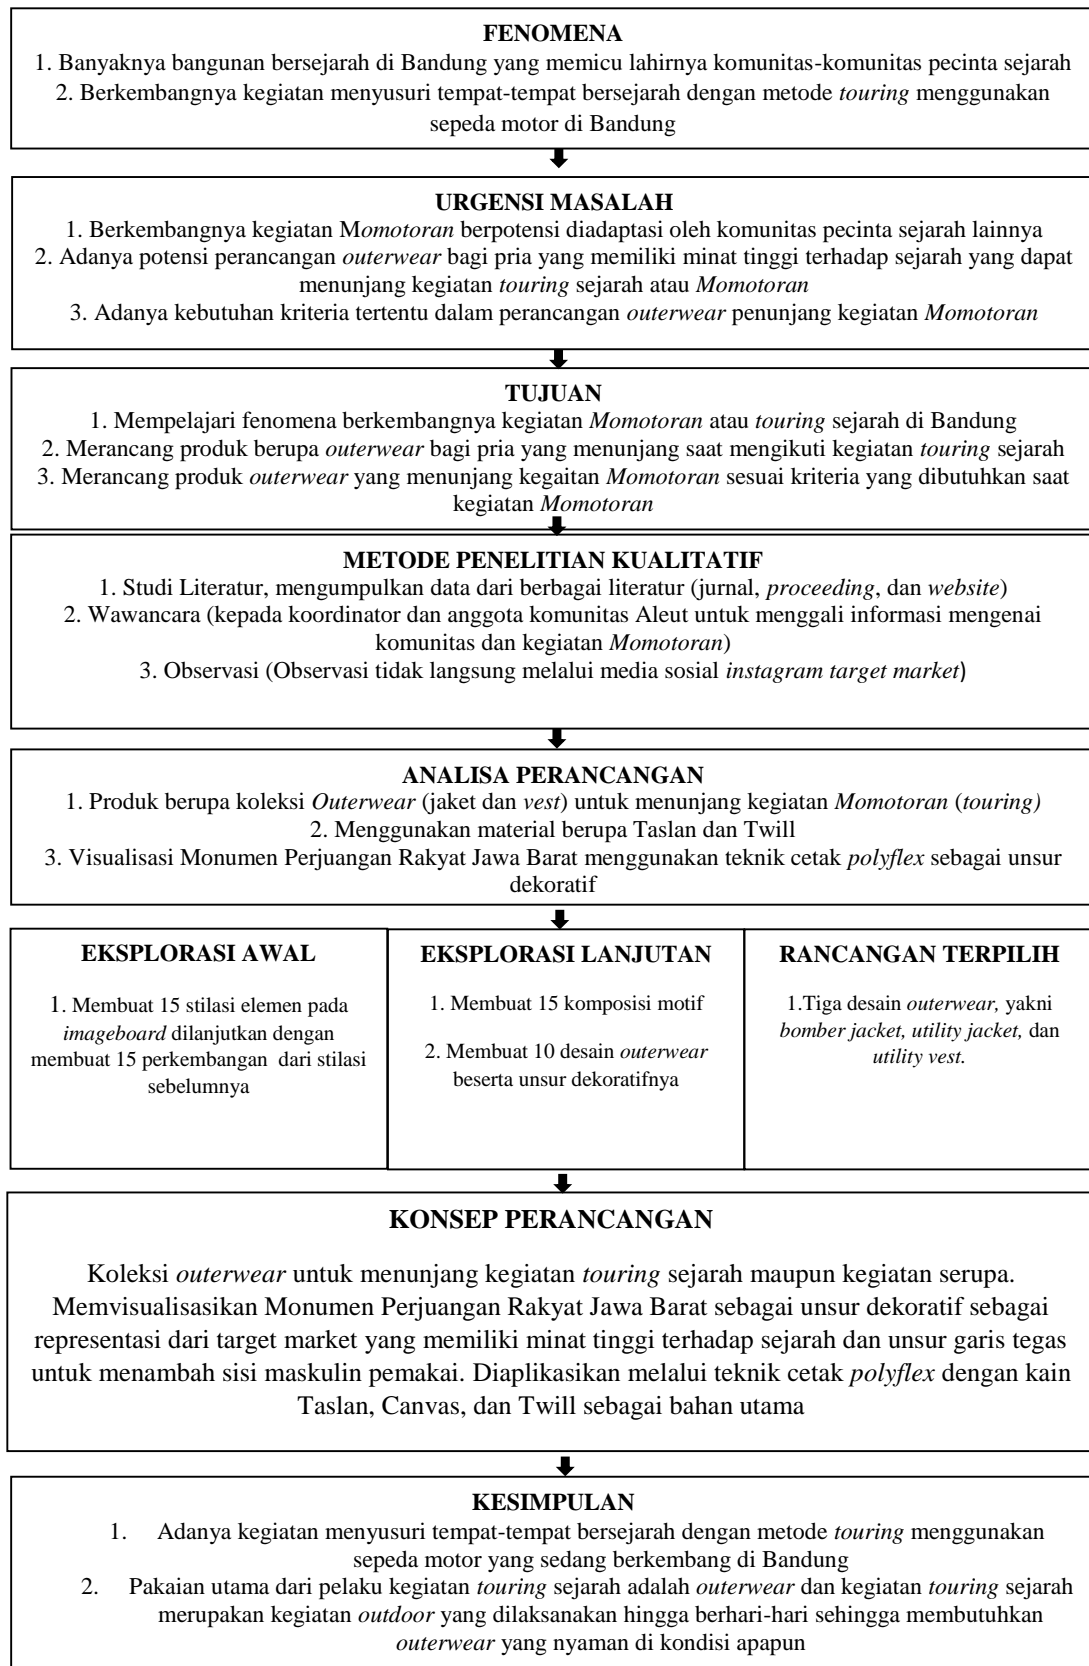 FENOMENA
1. Banyaknya bangunan bersejarah di Bandung yang memicu lahirnya komunitas-komunitas pecinta sejarah
2. Berkembangnya kegiatan menyusuri tempat-tempat bersejarah dengan metode touring menggunakan
sepeda motor di Bandung
URGENSI MASALAH
1. Berkembangnya kegiatan Momotoran berpotensi diadaptasi oleh komunitas pecinta sejarah lainnya
2. Adanya potensi perancangan outerwear bagi pria yang memiliki minat tinggi terhadap sejarah yang dapat
menunjang kegiatan touring sejarah atau Momotoran
3. Adanya kebutuhan kriteria tertentu dalam perancangan outerwear penunjang kegiatan Momotoran
TUJUAN
1. Mempelajari fenomena berkembangnya kegiatan Momotoran atau touring sejarah di Bandung
2. Merancang produk berupa outerwear bagi pria yang menunjang saat mengikuti kegiatan touring sejarah
3. Merancang produk outerwear yang menunjang kegaitan Momotoran sesuai kriteria yang dibutuhkan saat
kegiatan Momotoran
METODE PENELITIAN KUALITATIF
1. Studi Literatur, mengumpulkan data dari berbagai literatur (jurnal, proceeding, dan website)
2. Wawancara (kepada koordinator dan anggota komunitas Aleut untuk menggali informasi mengenai
komunitas dan kegiatan Momotoran)
3. Observasi (Observasi tidak langsung melalui media sosial instagram target market)
ANALISA PERANCANGAN
1. Produk berupa koleksi Outerwear (jaket dan vest) untuk menunjang kegiatan Momotoran (touring)
2. Menggunakan material berupa Taslan dan Twill
3. Visualisasi Monumen Perjuangan Rakyat Jawa Barat menggunakan teknik cetak polyflex sebagai unsur
dekoratif
EKSPLORASI AWAL
1. Membuat 15 stilasi elemen pada
imageboard dilanjutkan dengan
membuat 15 perkembangan dari stilasi
sebelumnya
EKSPLORASI LANJUTAN
1. Membuat 15 komposisi motif
2. Membuat 10 desain outerwear
beserta unsur dekoratifnya
RANCANGAN TERPILIH
1.Tiga desain outerwear, yakni
bomber jacket, utility jacket, dan
utility vest.
KONSEP PERANCANGAN
Koleksi outerwear untuk menunjang kegiatan touring sejarah maupun kegiatan serupa.
Memvisualisasikan Monumen Perjuangan Rakyat Jawa Barat sebagai unsur dekoratif sebagai
representasi dari target market yang memiliki minat tinggi terhadap sejarah dan unsur garis tegas
untuk menambah sisi maskulin pemakai. Diaplikasikan melalui teknik cetak polyflex dengan kain
Taslan, Canvas, dan Twill sebagai bahan utama
KESIMPULAN
1. Adanya kegiatan menyusuri tempat-tempat bersejarah dengan metode touring menggunakan
sepeda motor yang sedang berkembang di Bandung
2. Pakaian utama dari pelaku kegiatan touring sejarah adalah outerwear dan kegiatan touring sejarah
merupakan kegiatan outdoor yang dilaksanakan hingga berhari-hari sehingga membutuhkan
outerwear yang nyaman di kondisi apapun